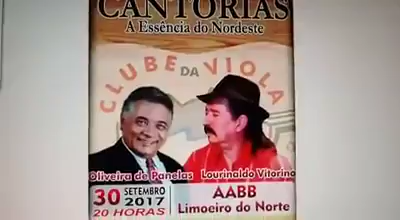 CANTORIAS
A Essência do Nordeste
CLUBE DA VIOLA
Oliveira de Panelas Lourinaldo Vitorino
30 SETEMBRO 2017
20 HORAS
AABB
Limoeiro do Norte